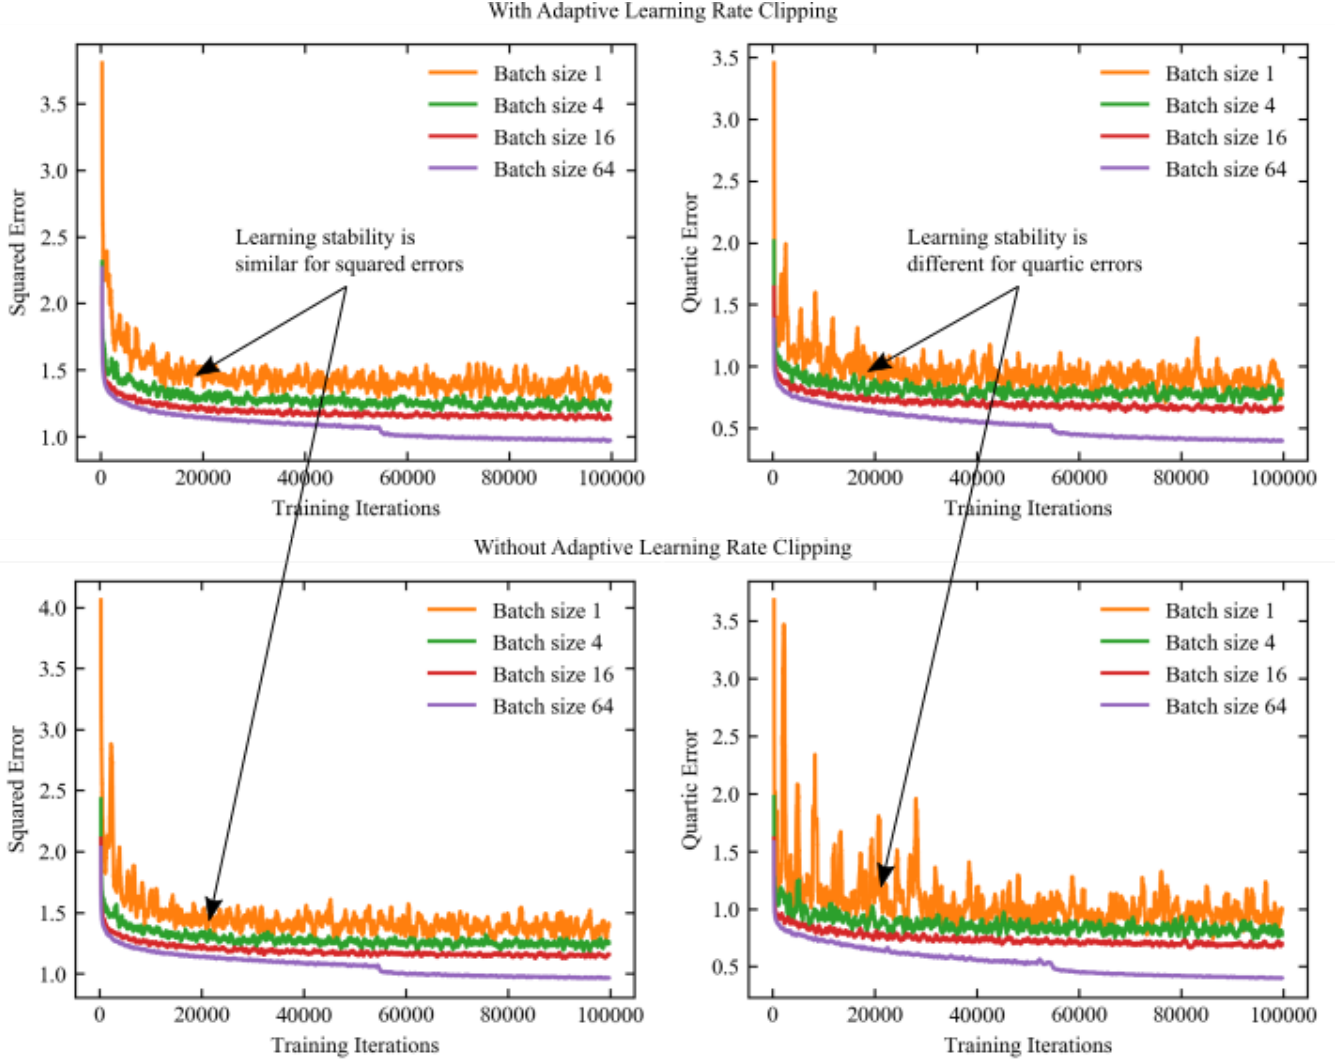 With Adaptive Learning Rate Clipping
Batch size 1
Batch size 4
Batch size 16
Batch size 64
Learning stability is
similar for squared errors
Squared Error
3.5
3.0
2.5
2.0
1.5
1.0
0 20000 40000 60000 80000 100000
Training Iterations
Batch size 1
Batch size 4
Batch size 16
Batch size 64
Learning stability is
different for quartic errors
Quartic Error
3.5
3.0
2.5
2.0
1.5
1.0
0.5
0 20000 40000 60000 80000 100000
Training Iterations
Without Adaptive Learning Rate Clipping
Batch size 1
Batch size 4
Batch size 16
Batch size 64
Squared Error
4.0
3.5
3.0
2.5
2.0
1.5
1.0
0 20000 40000 60000 80000 100000
Training Iterations
Batch size 1
Batch size 4
Batch size 16
Batch size 64
Quartic Error
3.5
3.0
2.5
2.0
1.5
1.0
0.5
0 20000 40000 60000 80000 100000
Training Iterations